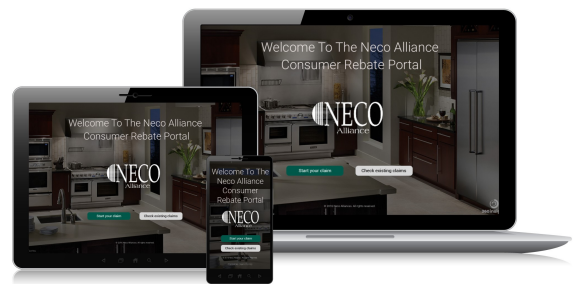 Welcome To The Neco Alliance
Consumer Rebate Portal
NECO
Alliance
Start your claim
Check existing claims
Welcome To The Neco Alliance
Consumer Rebate Portal
NECO
Alliance
Start your claim
Check existing claims
Welcome To The
Neco Alliance
Consumer
Rebate Portal
NECO
Alliance
Start your claim
Check existing claims